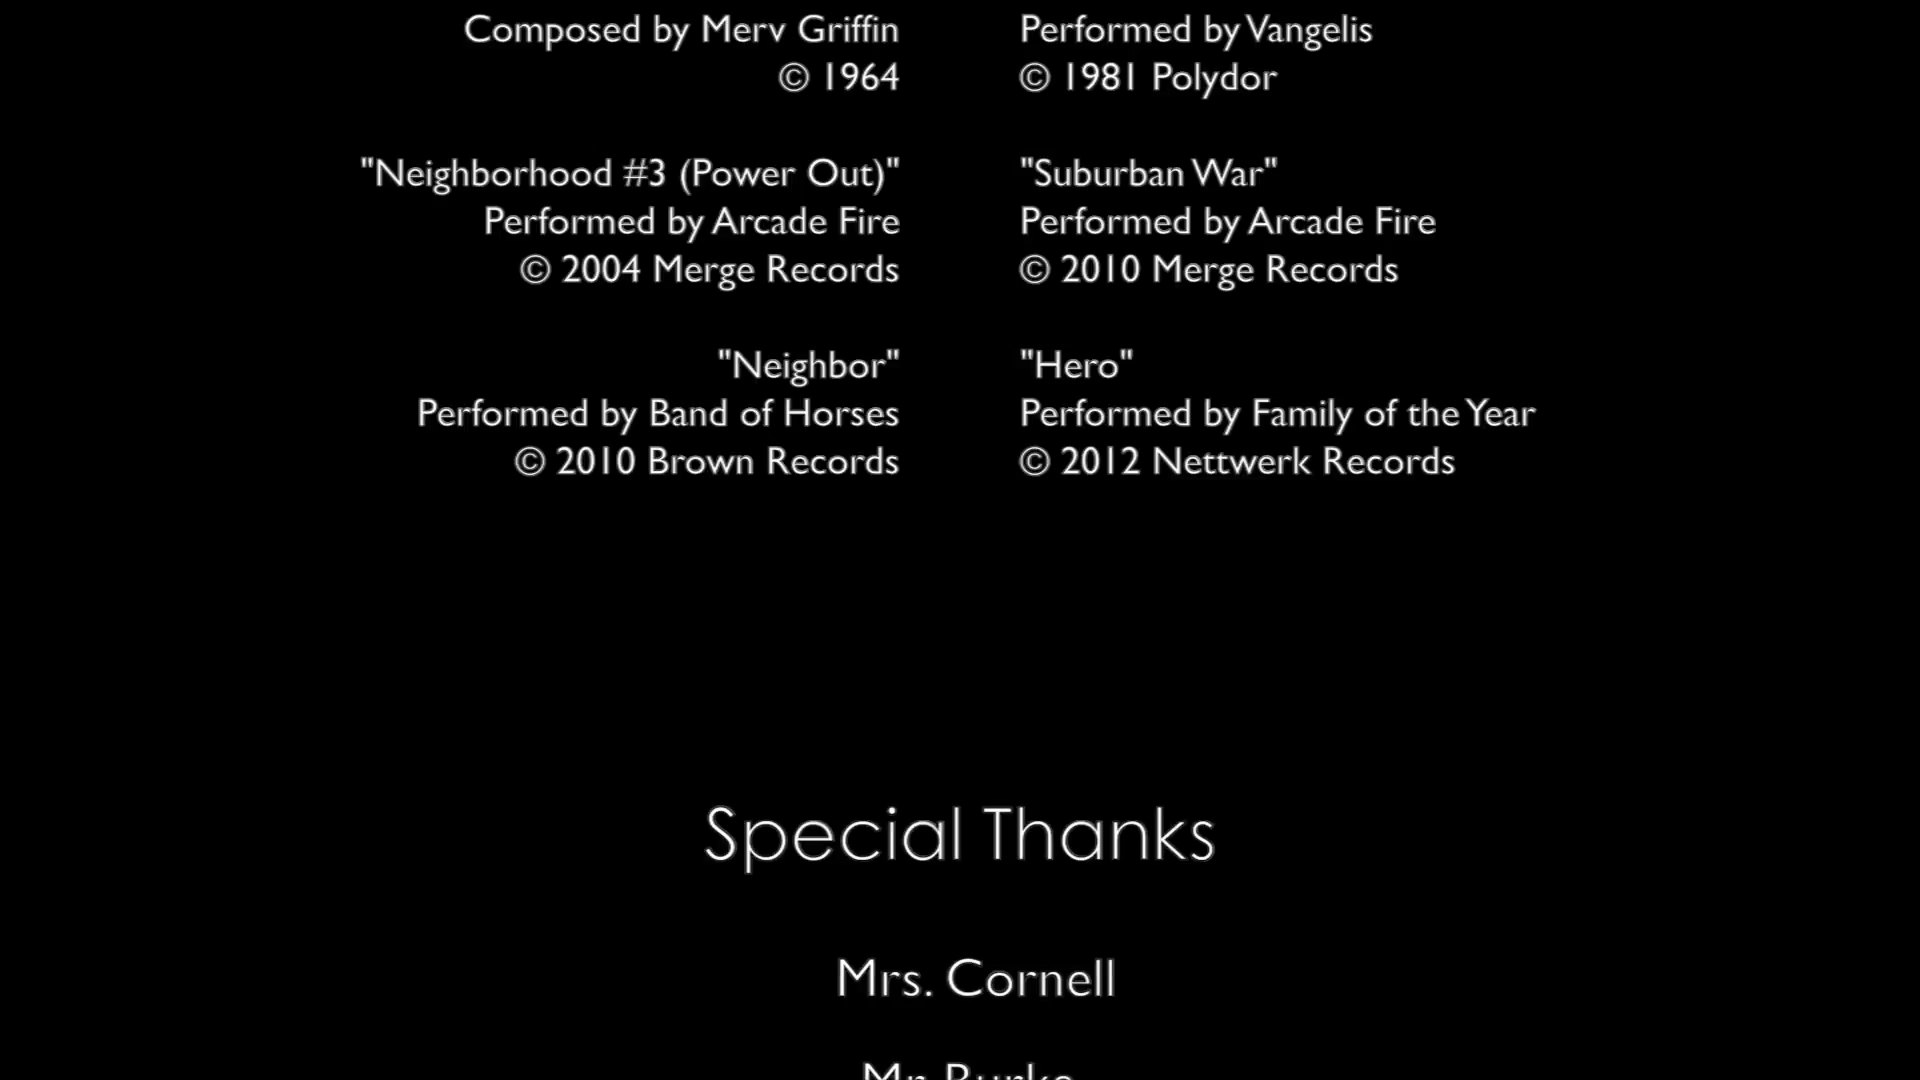 Composed by Merv Griffin
© 1964
Performed by Vangelis
© 1981 Polydor
"Neighborhood #3 (Power Out)"
Performed by Arcade Fire
© 2004 Merge Records
"Suburban War"
Performed by Arcade Fire
© 2010 Merge Records
"Neighbor"
Performed by Band of Horses
© 2010 Brown Records
"Hero"
Performed by Family of the Year
© 2012 Nettwerk Records
Special Thanks
Mrs. Cornell